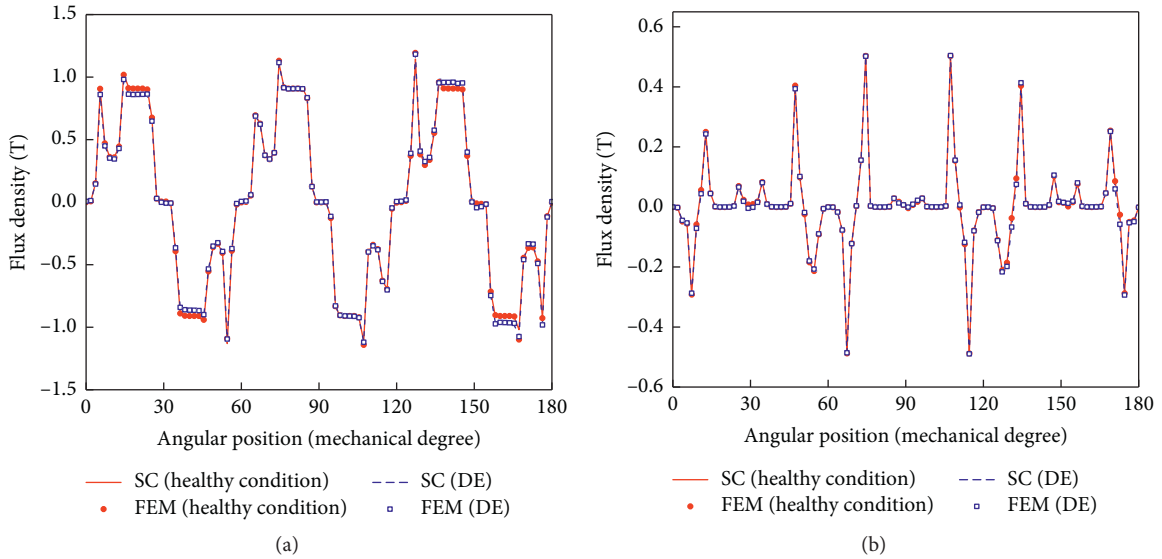 1.5
1.0
0.5
0.0
−0.5
−1.0
−1.5
Flux density (T)
0 30 60 90 120 150 180
Angular position (mechanical degree)
SC (healthy condition)
SC (DE)
FEM (healthy condition)
FEM (DE)
(a)
0.6
0.4
0.2
0.0
−0.2
−0.4
−0.6
Flux density (T)
0 30 60 90 120 150 180
Angular position (mechanical degree)
SC (healthy condition)
SC (DE)
FEM (healthy condition)
FEM (DE)
(b)